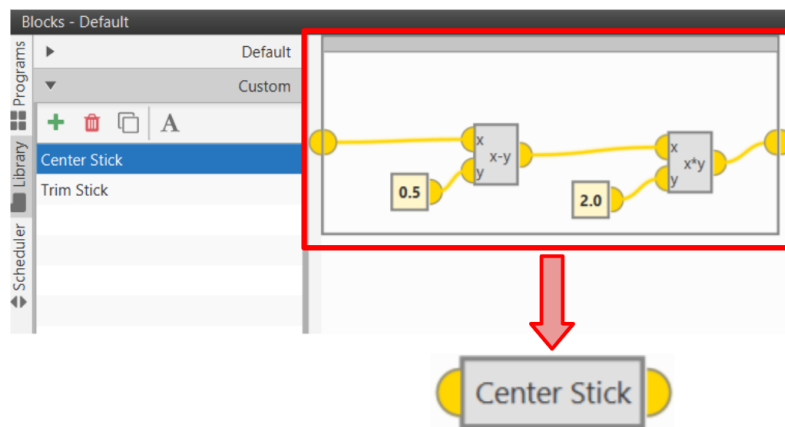 Blocks - Default
Programs
Library
Scheduler
Default
Custom
A
Center Stick
Trim Stick
x
y
x-y
0.5
x
y
x*y
2.0
Center Stick